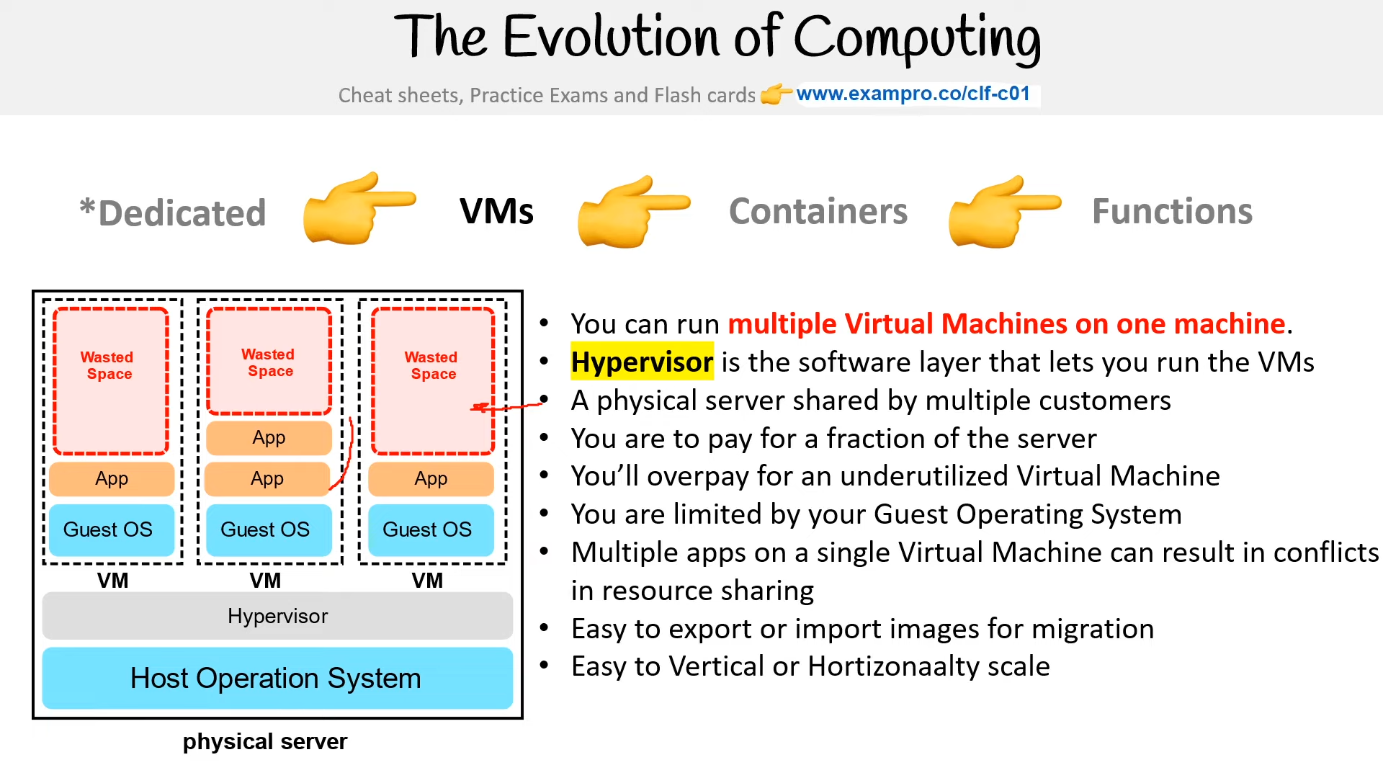 The Evolution of Computing
Cheat sheets, Practice Exams and Flash cards 👉 www.exampro.co/clf-c01
*Dedicated 👉 VMs 👉 Containers 👉 Functions
Wasted
Space
App
Guest OS
VM
Wasted
Space
App
App
Guest OS
VM
Wasted
Space
App
Guest OS
VM
Hypervisor
Host Operation System
physical server
• You can run multiple Virtual Machines on one machine.
• Hypervisor is the software layer that lets you run the VMs
• A physical server shared by multiple customers
• You are to pay for a fraction of the server
• You’ll overpay for an underutilized Virtual Machine
• You are limited by your Guest Operating System
• Multiple apps on a single Virtual Machine can result in conflicts
in resource sharing
• Easy to export or import images for migration
• Easy to Vertical or Hortizonaalty scale